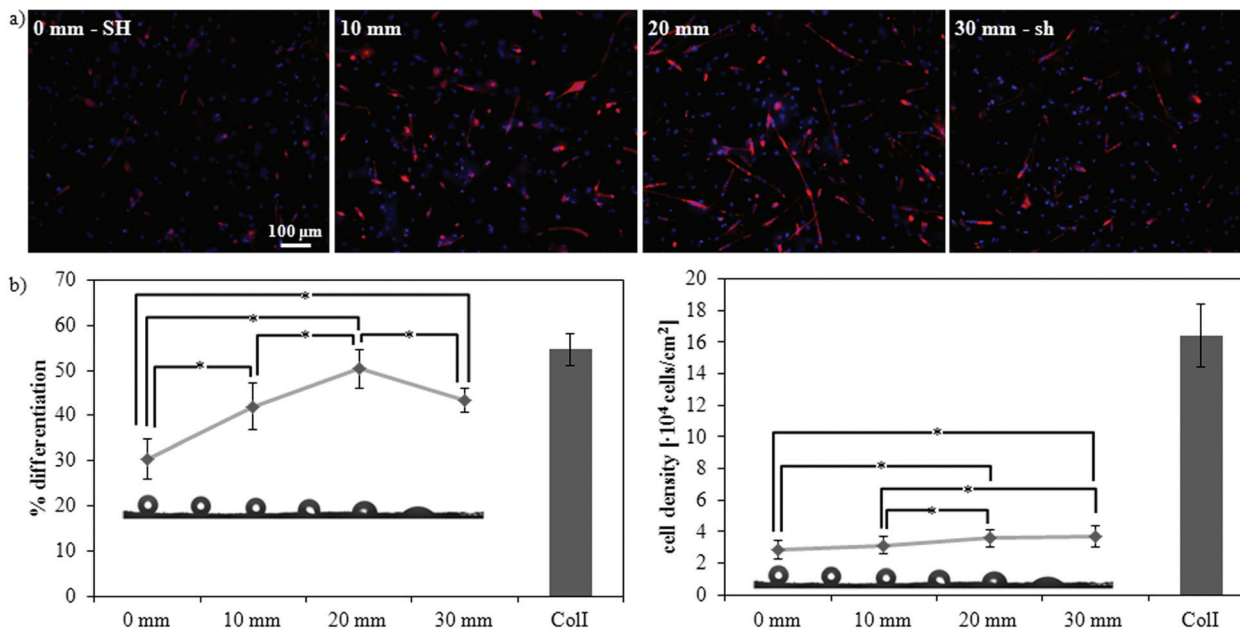 a)
0 mm - SH
10 mm
20 mm
30 mm - sh
100 µm
b)
% differentiation
70
60
50
40
30
20
10
0
*
*
*
*
*
0 mm
10 mm
20 mm
30 mm
ColI
cell density [·10⁴ cells/cm²]
20
18
16
14
12
10
8
6
4
2
0
*
*
*
*
0 mm
10 mm
20 mm
30 mm
ColI